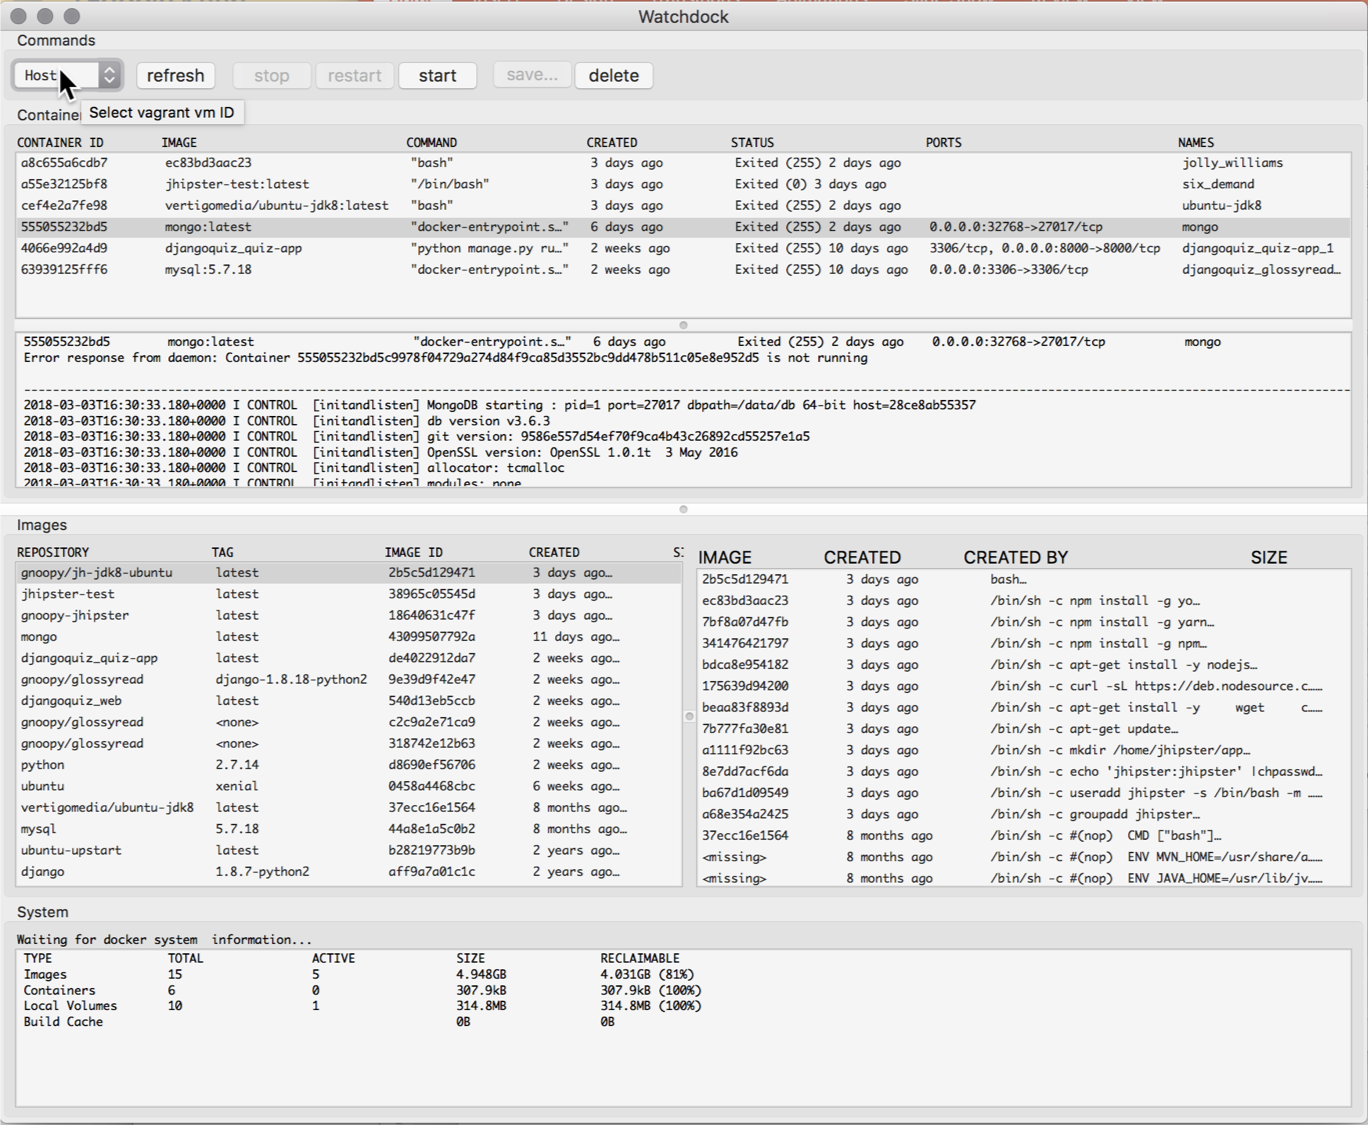 Watchdock
Commands
Host refresh stop restart start save... delete
Select vagrant vm ID
Containe
CONTAINER ID IMAGE COMMAND CREATED STATUS PORTS NAMES
a8c655a6cdb7 ec83bd3aac23 "bash" 3 days ago Exited (255) 2 days ago jolly_williams
a55e32125bf8 jhipster-test:latest "/bin/bash" 3 days ago Exited (0) 3 days ago six_demand
cef4e2a7fe98 vertigomedia/ubuntu-jdk8:latest "bash" 3 days ago Exited (255) 2 days ago ubuntu-jdk8
555055232bd5 mongo:latest "docker-entrypoint.s…" 6 days ago Exited (255) 2 days ago 0.0.0.0:32768->27017/tcp mongo
4066e992a4d9 djangoquiz_quiz-app "python manage.py ru…" 2 weeks ago Exited (255) 10 days ago 3306/tcp, 0.0.0.0:8000->8000/tcp djangoquiz_quiz-app_1
63939125fff6 mysql:5.7.18 "docker-entrypoint.s…" 2 weeks ago Exited (255) 10 days ago 0.0.0.0:3306->3306/tcp djangoquiz_glossyread…
555055232bd5 mongo:latest "docker-entrypoint.s…" 6 days ago Exited (255) 2 days ago 0.0.0.0:32768->27017/tcp mongo
Error response from daemon: Container 555055232bd5c9978f04729a274d84f9ca85d3552bc9dd478b511c05e8e952d5 is not running
2018-03-03T16:30:33.180+0000 I CONTROL [initandlisten] MongoDB starting : pid=1 port=27017 dbpath=/data/db 64-bit host=28ce8ab55357
2018-03-03T16:30:33.180+0000 I CONTROL [initandlisten] db version v3.6.3
2018-03-03T16:30:33.180+0000 I CONTROL [initandlisten] git version: 9586e557d54ef70f9ca4b43c26892cd55257e1a5
2018-03-03T16:30:33.180+0000 I CONTROL [initandlisten] OpenSSL version: OpenSSL 1.0.1t 3 May 2016
2018-03-03T16:30:33.180+0000 I CONTROL [initandlisten] allocator: tcmalloc
2018-03-03T16:30:33.180+0000 I CONTROL [initandlisten] modules: none
Images
REPOSITORY TAG IMAGE ID CREATED
gnoopy/jh-jdk8-ubuntu latest 2b5c5d129471 3 days ago…
jhipster-test latest 38965c05545d 3 days ago…
gnoopy-jhipster latest 18640631c47f 3 days ago…
mongo latest 43099507792a 11 days ago…
djangoquiz_quiz-app latest de4022912da7 2 weeks ago…
gnoopy/glossyread django-1.8.18-python2 9e39d9f42e47 2 weeks ago…
djangoquiz_web latest 540d13eb5ccb 2 weeks ago…
gnoopy/glossyread <none> c2c9a2e71ca9 2 weeks ago…
gnoopy/glossyread <none> 318742e12b63 2 weeks ago…
python 2.7.14 d8690ef56706 2 weeks ago…
ubuntu xenial 0458a4468cbc 6 weeks ago…
vertigomedia/ubuntu-jdk8 latest 37ecc16e1564 8 months ago…
mysql 5.7.18 44a8e1a5c0b2 8 months ago…
ubuntu-upstart latest b28219773b9b 2 years ago…
django 1.8.7-python2 aff9a7a01c1c 2 years ago…
IMAGE CREATED CREATED BY SIZE
2b5c5d129471 3 days ago bash…
ec83bd3aac23 3 days ago /bin/sh -c npm install -g yo…
7bf8a07d47fb 3 days ago /bin/sh -c npm install -g yarn…
341476421797 3 days ago /bin/sh -c npm install -g npm…
bdca8e954182 3 days ago /bin/sh -c apt-get install -y nodejs…
175639d94200 3 days ago /bin/sh -c curl -sL https://deb.nodesource.c……
beaa83f8893d 3 days ago /bin/sh -c apt-get install -y wget c……
7b777fa30e81 3 days ago /bin/sh -c apt-get update…
a1111f92bc63 3 days ago /bin/sh -c mkdir /home/jhipster/app…
8e7dd7acf6da 3 days ago /bin/sh -c echo 'jhipster:jhipster' |chpasswd…
ba67d1d09549 3 days ago /bin/sh -c useradd jhipster -s /bin/bash -m ……
a68e354a2425 3 days ago /bin/sh -c groupadd jhipster…
37ecc16e1564 8 months ago /bin/sh -c #(nop) CMD ["bash"]…
<missing> 8 months ago /bin/sh -c #(nop) ENV MVN_HOME=/usr/share/a……
<missing> 8 months ago /bin/sh -c #(nop) ENV JAVA_HOME=/usr/lib/jv……
System
Waiting for docker system information...
TYPE TOTAL ACTIVE SIZE RECLAIMABLE
Images 15 5 4.948GB 4.031GB (81%)
Containers 6 0 307.9kB 307.9kB (100%)
Local Volumes 10 1 314.8MB 314.8MB (100%)
Build Cache 0B 0B